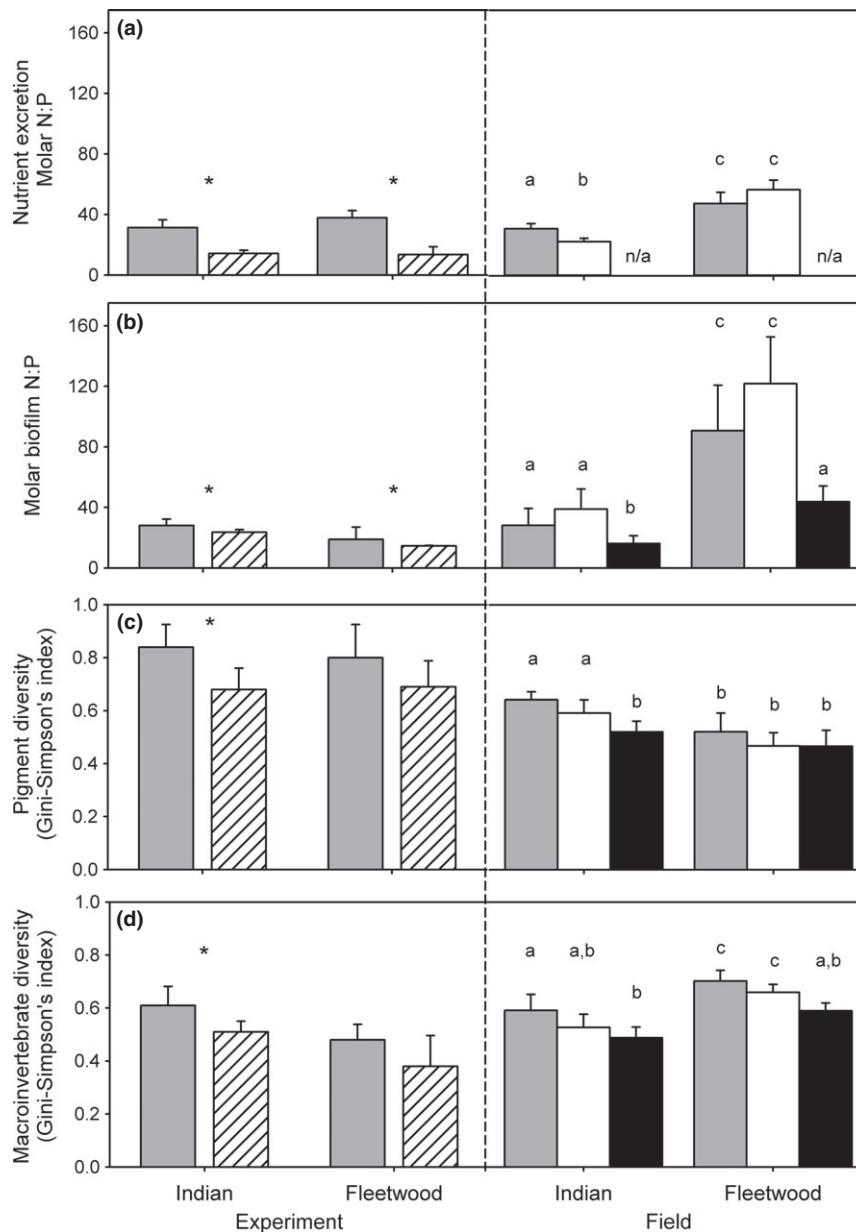 (a)
160
120
80
40
0
Nutrient excretion
Molar N:P
*
*
a
b
n/a
c
c
n/a
(b)
160
120
80
40
0
Molar biofilm N:P
*
*
a
a
b
c
c
a
(c)
1.0
0.8
0.6
0.4
0.2
0.0
Pigment diversity
(Gini-Simpson's index)
*
a
a
b
b
b
b
(d)
1.0
0.8
0.6
0.4
0.2
0.0
Macroinvertebrate diversity
(Gini-Simpson's index)
*
a
a,b
b
c
c
a,b
Indian
Fleetwood
Indian
Fleetwood
Experiment
Field